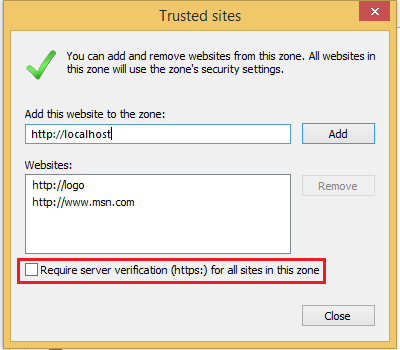 Trusted sites
You can add and remove websites from this zone. All websites in
this zone will use the zone's security settings.
Add this website to the zone:
http://localhost
Add
Websites:
http://logo
http://www.msn.com
Remove
Require server verification (https:) for all sites in this zone
Close